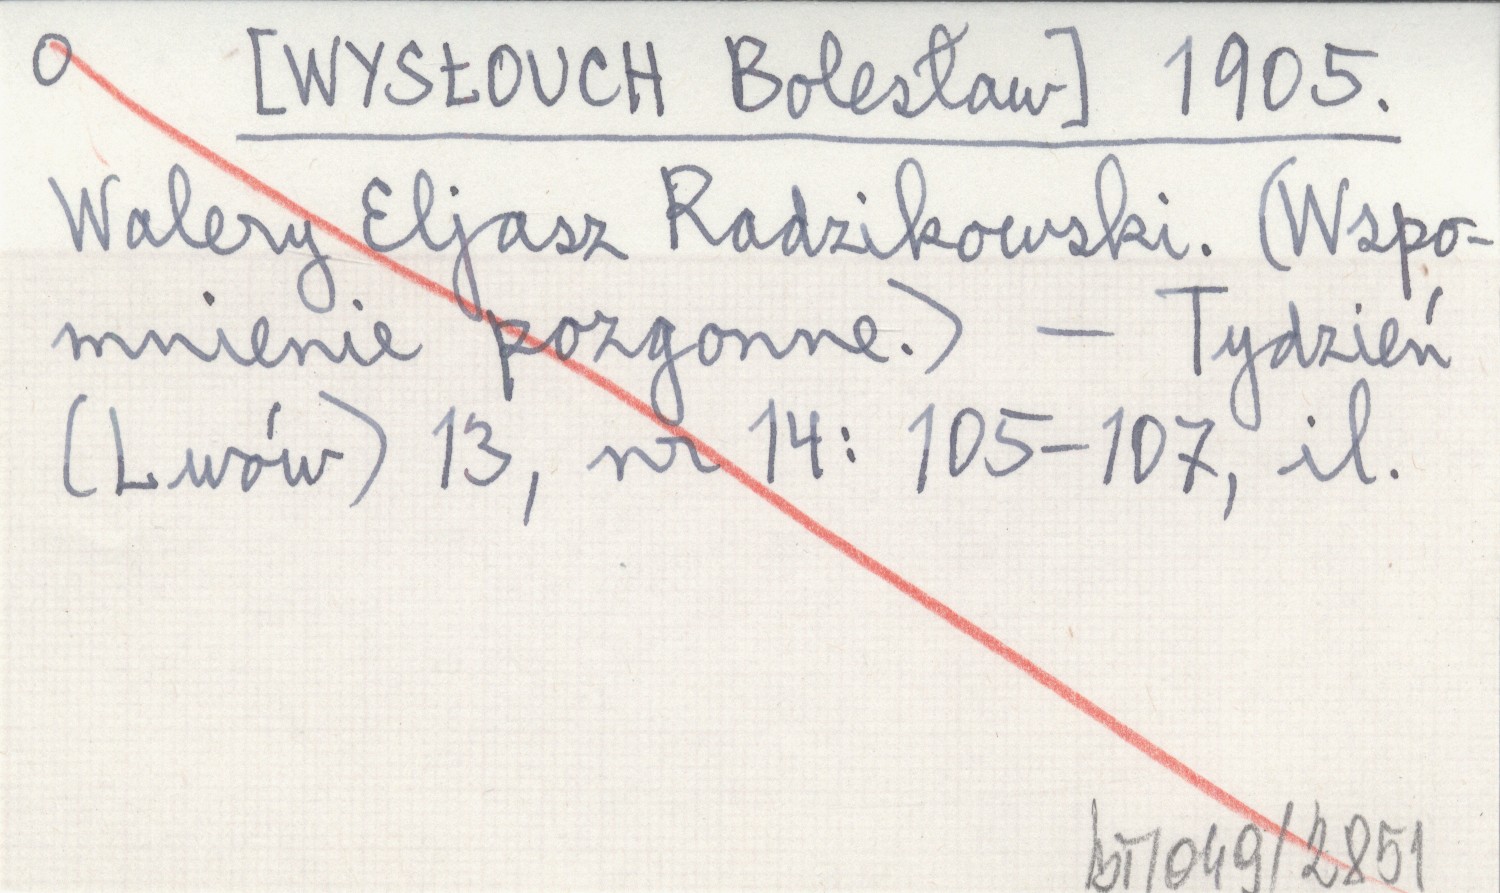 O [WYSŁOUCH Bolesław] 1905.
Walery Eljasz Radzikowski. (Wspo-
mnienie pozgonne.) — Tydzień
(Lwów) 13, nr 14: 105-107, il.
bT/049/2851